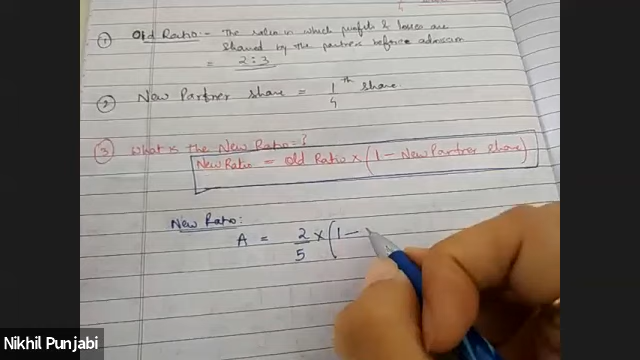 ① Old Ratio:- The ratio in which profit & losses are
shared by the partners before admission
= 2:3
② New Partner share = 1/4 th share.
③ What is the New Ratio=?
New Ratio = old Ratio × (1 - New Partner share)
New Ratio:
A = 2/5 × (1 -
Nikhil Punjabi